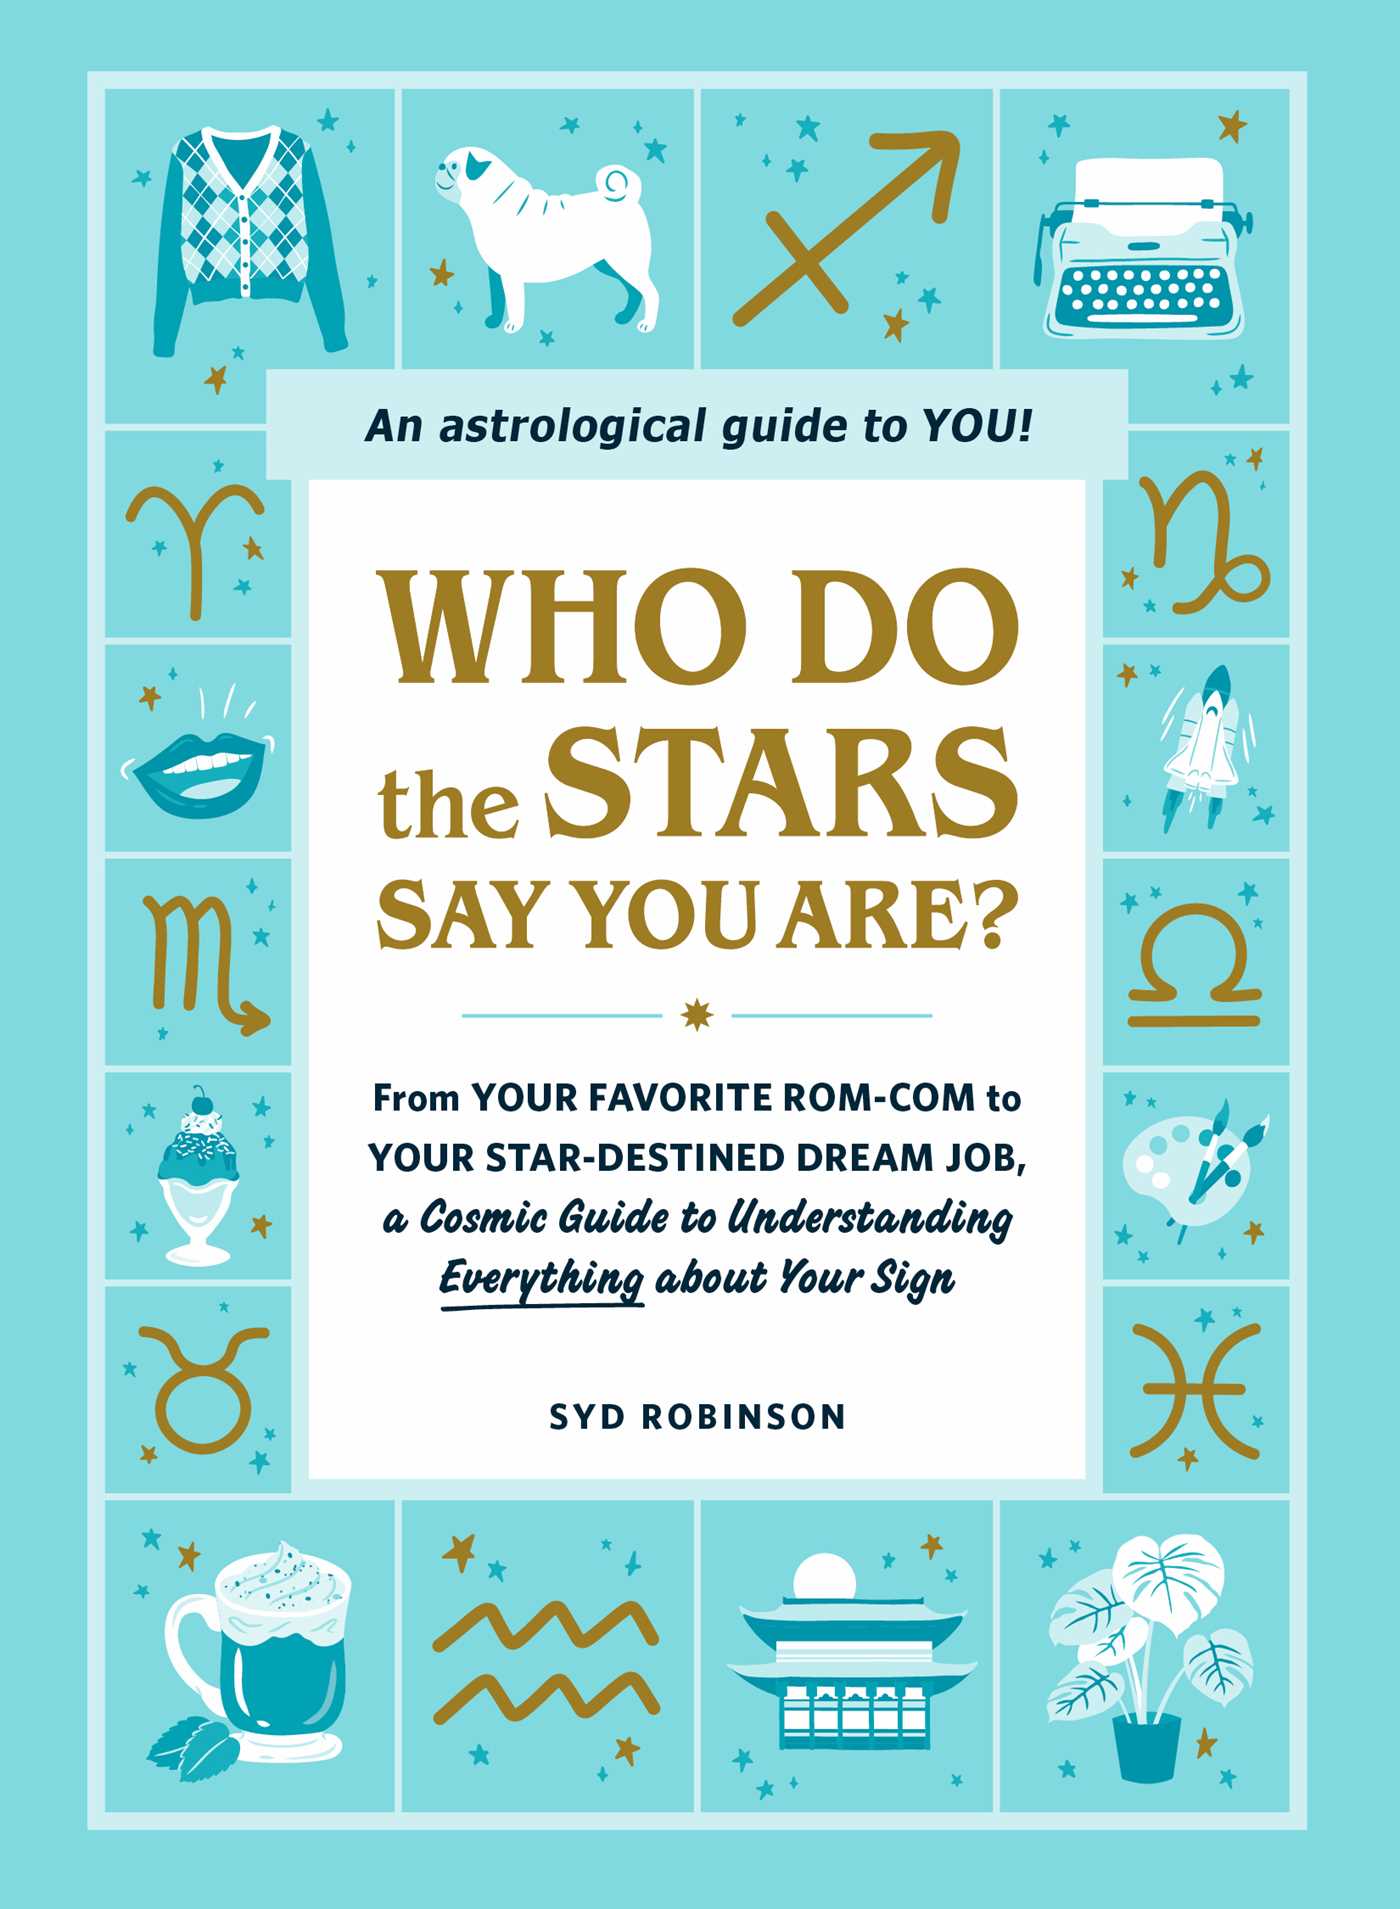 An astrological guide to YOU!
WHO DO
the STARS
SAY YOU ARE?
From YOUR FAVORITE ROM-COM to
YOUR STAR-DESTINED DREAM JOB,
a Cosmic Guide to Understanding
Everything about Your Sign
SYD ROBINSON